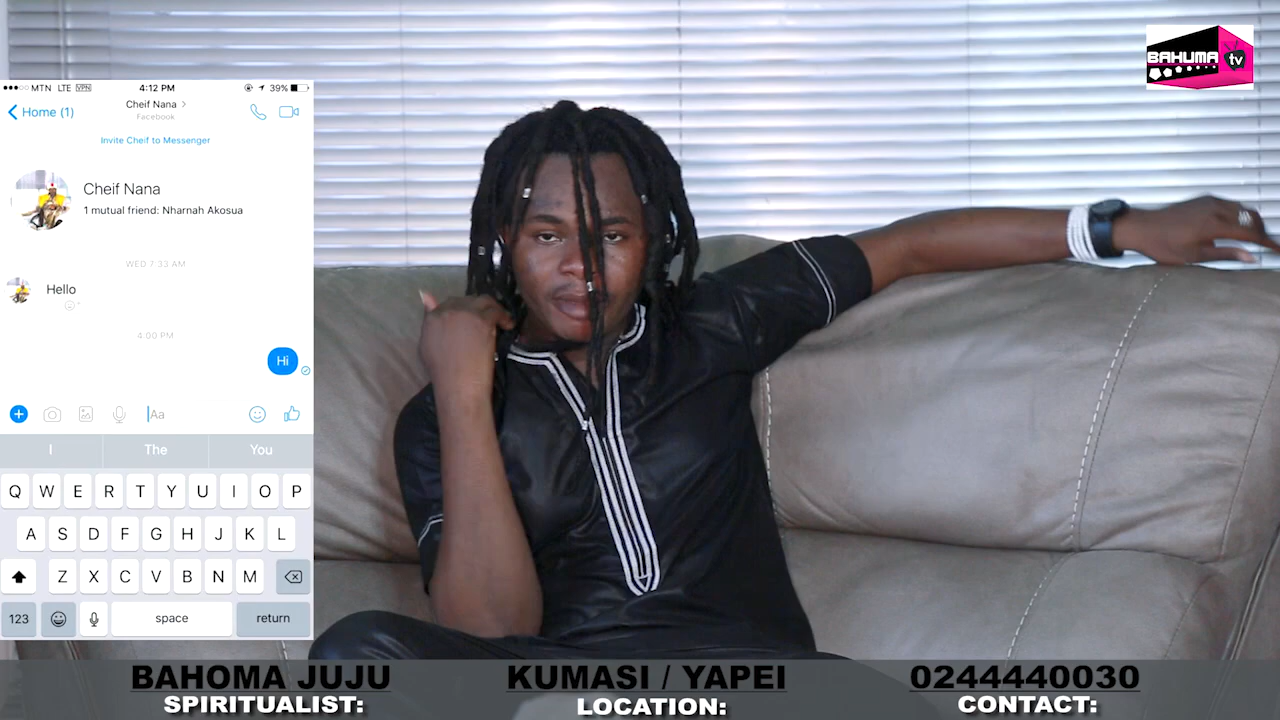 BAHUMA tv
MTN LTE VPN 4:12 PM 39%
Home (1)
Cheif Nana
Facebook
Invite Cheif to Messenger
Cheif Nana
1 mutual friend: Nharnah Akosua
WED 7:33 AM
Hello
4:00 PM
Hi
Aa
I The You
Q W E R T Y U I O P
A S D F G H J K L
Z X C V B N M
123 space return
BAHOMA JUJU KUMASI / YAPEI 0244440030
SPIRITUALIST: LOCATION: CONTACT: